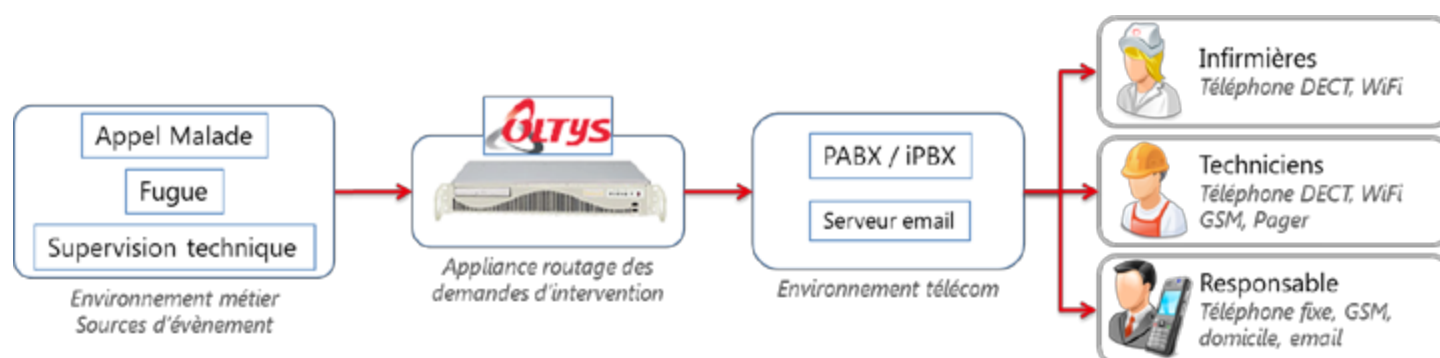 Appel Malade
Fugue
Supervision technique
Environnement métier
Sources d'évènement
OLTYS
Appliance routage des
demandes d'intervention
PABX / iPBX
Serveur email
Environnement télécom
Infirmières
Téléphone DECT, WiFi
Techniciens
Téléphone DECT, WiFi
GSM, Pager
Responsable
Téléphone fixe, GSM,
domicile, email